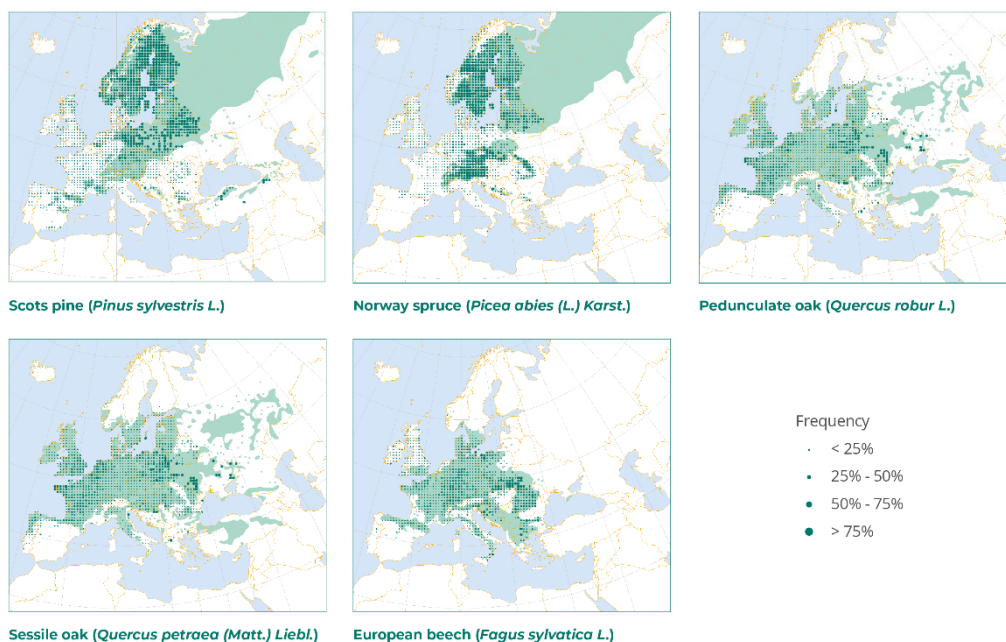 Scots pine (Pinus sylvestris L.)
Norway spruce (Picea abies (L.) Karst.)
Pedunculate oak (Quercus robur L.)
Sessile oak (Quercus petraea (Matt.) Liebl.)
European beech (Fagus sylvatica L.)
Frequency
< 25%
25% - 50%
50% - 75%
> 75%